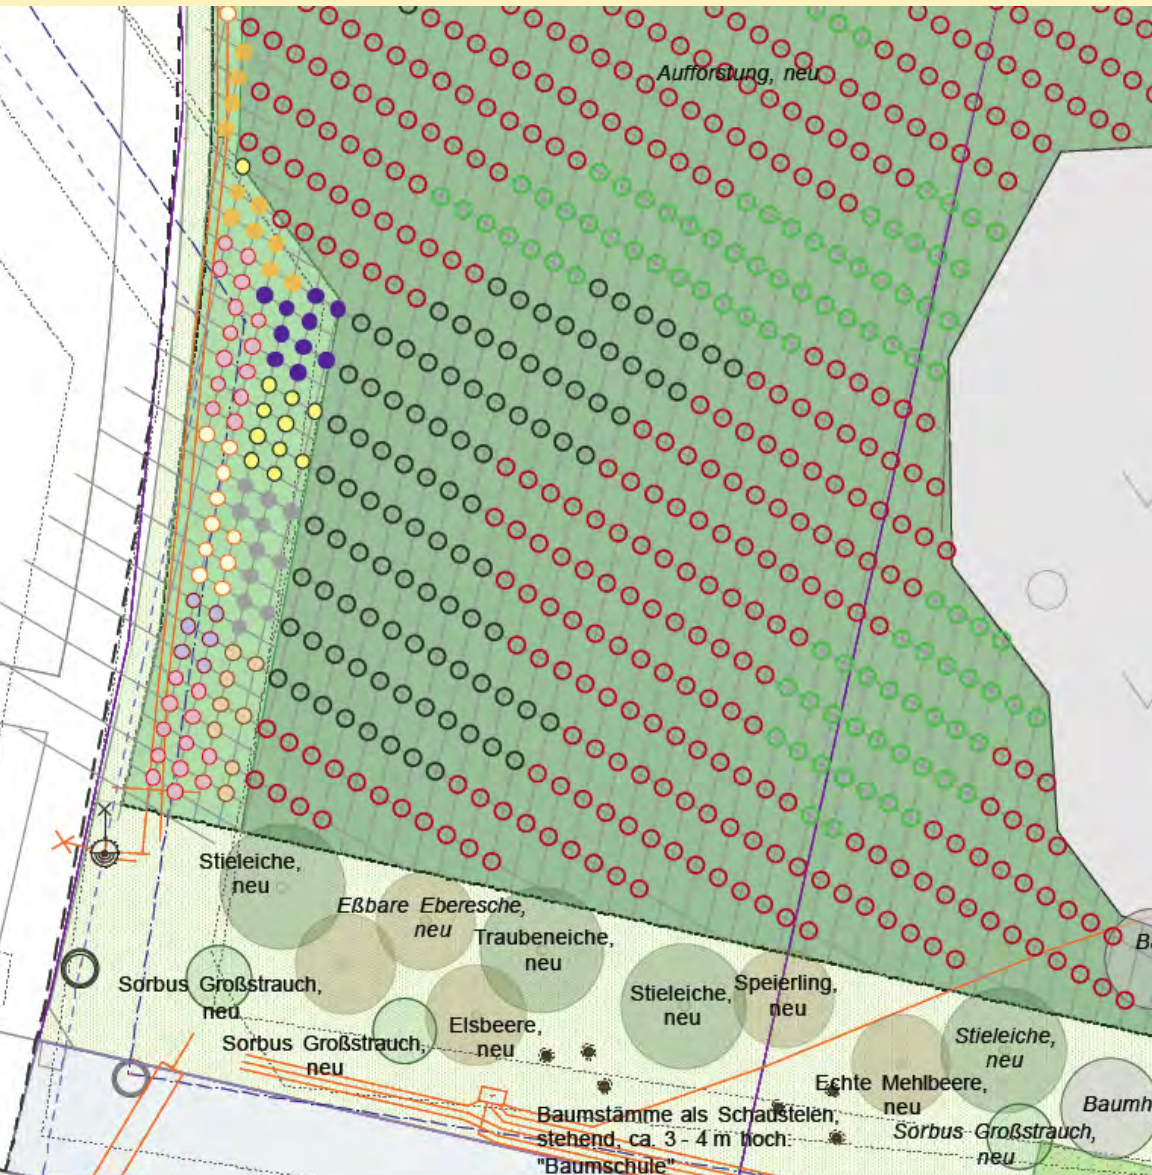 Aufforstung, neu
Stieleiche,
neu
Eßbare Eberesche,
neu
Traubeneiche,
neu
Sorbus Großstrauch,
neu
Stieleiche,
neu
Speierling,
neu
Elsbeere,
neu
Sorbus Großstrauch,
neu
Stieleiche,
neu
Echte Mehlbeere,
neu
Baumh
Baumstämme als Schaustelen,
stehend, ca. 3 - 4 m hoch:
"Baumschule"
Sorbus Großstrauch,
neu